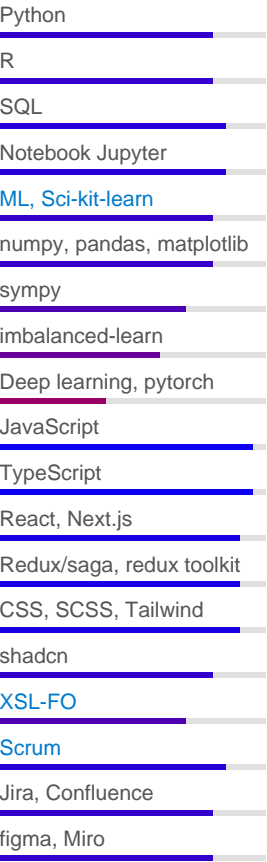 Python
R
SQL
Notebook Jupyter
ML, Sci-kit-learn
numpy, pandas, matplotlib
sympy
imbalanced-learn
Deep learning, pytorch
JavaScript
TypeScript
React, Next.js
Redux/saga, redux toolkit
CSS, SCSS, Tailwind
shadcn
XSL-FO
Scrum
Jira, Confluence
figma, Miro